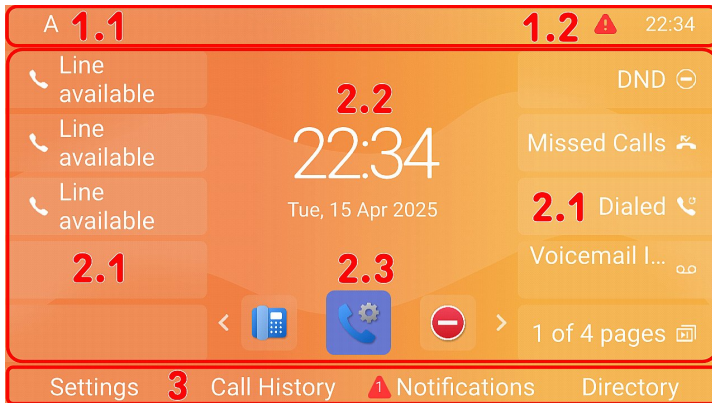 A 1.1 1.2 22:34
Line
available
Line
available
Line
available
2.1
2.2
22:34
Tue, 15 Apr 2025
2.3
DND
Missed Calls
2.1 Dialed
Voicemail I...
1 of 4 pages
Settings 3 Call History 1 Notifications Directory